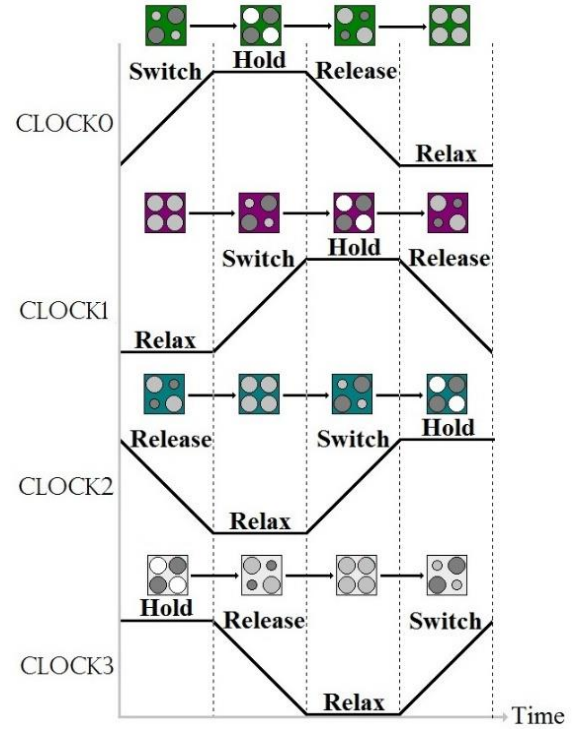 Switch Hold Release
CLOCK0
Relax
Switch Hold Release
CLOCK1
Relax
Release Switch Hold
CLOCK2
Relax
Hold Release Switch
CLOCK3
Relax
Time